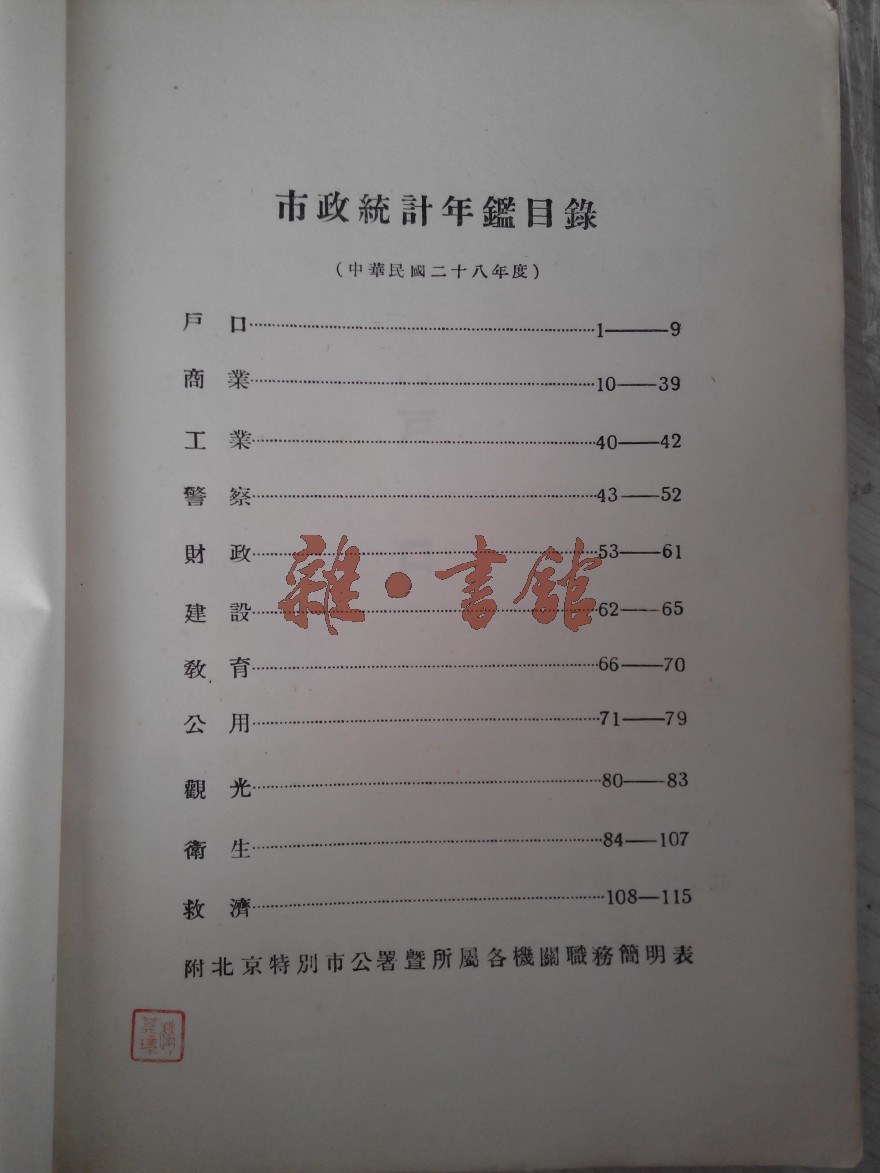 市政統計年鑑目錄
(中華民國二十八年度)
戶口……1——9
商業……10——39
工業……40——42
警察……43——52
財政……53——61
建設……62——65
敎育……66——70
公用……71——79
觀光……80——83
衛生……84—107
救濟……108—115
附北京特別市公署暨所屬各機關職務簡明表
雜·書館